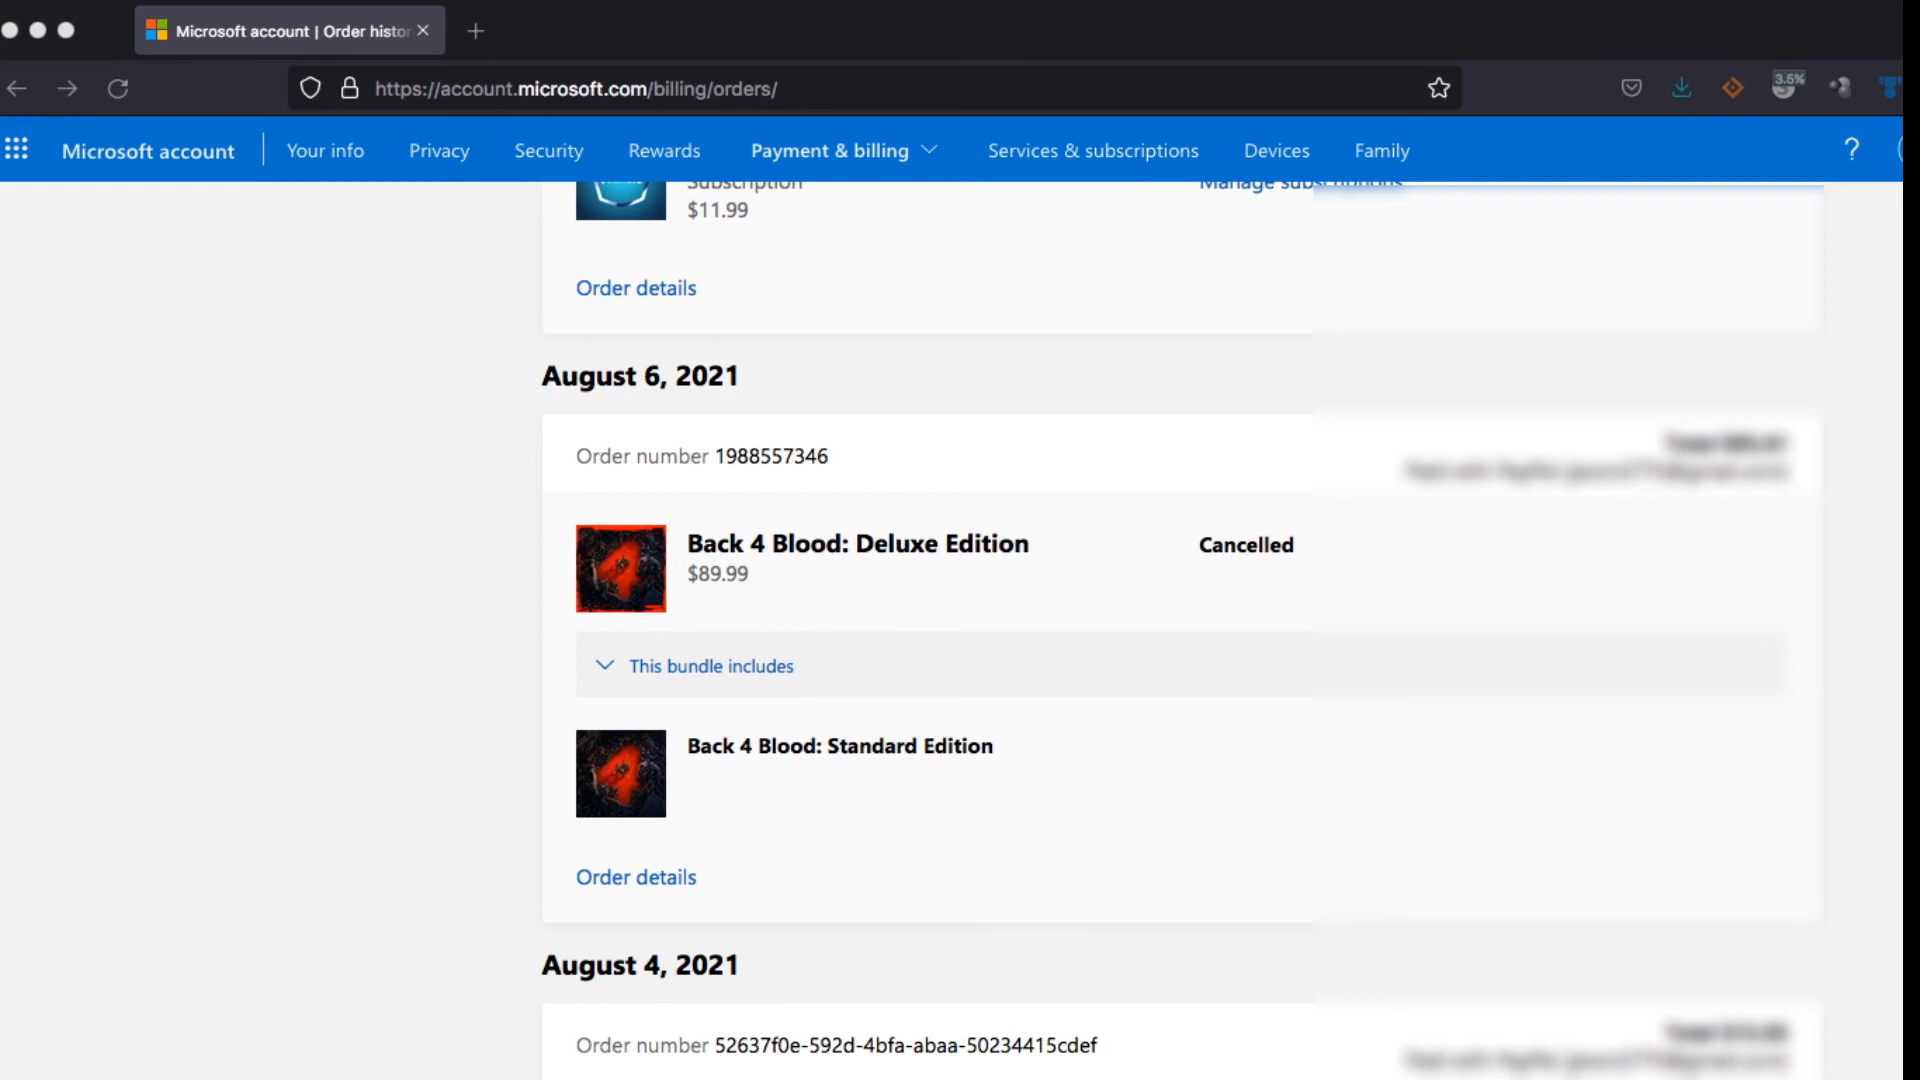 Microsoft account | Order histor
https://account.microsoft.com/billing/orders/
3.5%
Microsoft account
Your info
Privacy
Security
Rewards
Payment & billing
Services & subscriptions
Devices
Family
?
Subscription
Manage subscriptions
$11.99
Order details
August 6, 2021
Order number 1988557346
Back 4 Blood: Deluxe Edition
Cancelled
$89.99
This bundle includes
Back 4 Blood: Standard Edition
Order details
August 4, 2021
Order number 52637f0e-592d-4bfa-abaa-50234415cdef